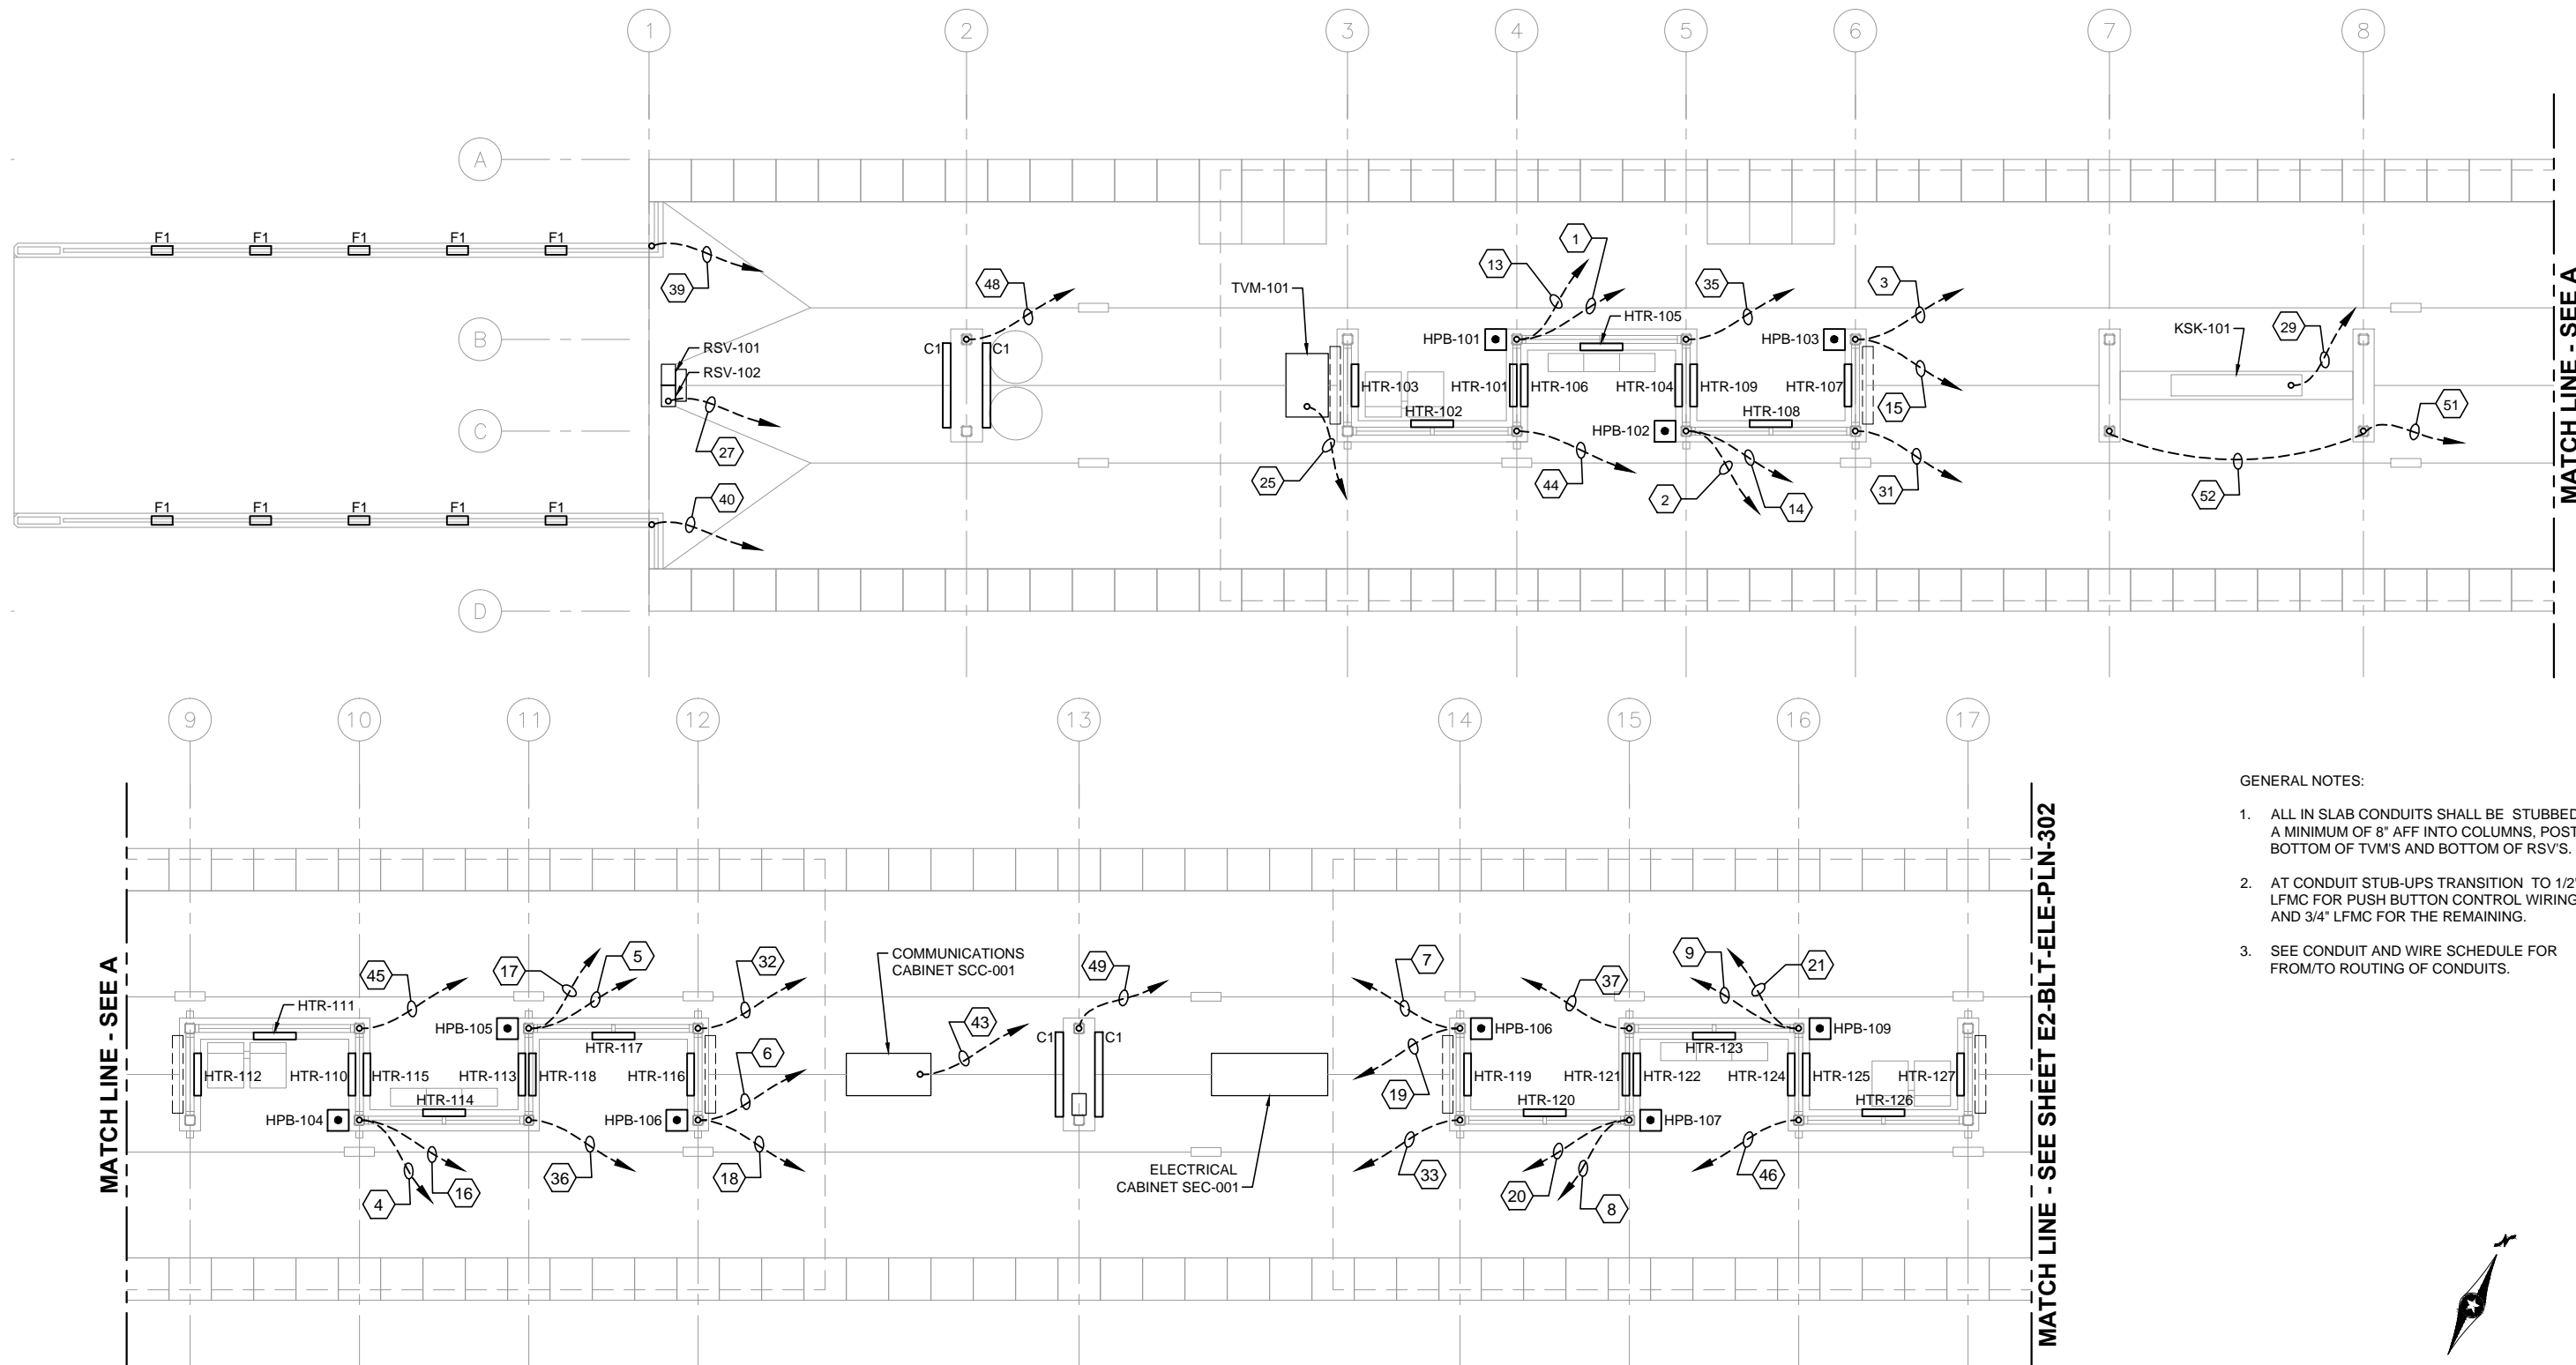 1 2 3 4 5 6 7 8
A
B
C
D
F1 F1 F1 F1 F1
39
48
13
1
35
3
TVM-101
HTR-105
HPB-101
HPB-103
KSK-101
29
RSV-101
RSV-102
C1 C1
HTR-103
HTR-101
HTR-106
HTR-104
HTR-109
HTR-107
HTR-102
HTR-108
15
51
HPB-102
27
25
44
2
14
31
52
40
F1 F1 F1 F1 F1
MATCH LINE - SEE A
9 10 11 12 13 14 15 16 17
MATCH LINE - SEE A
45
17
5
32
COMMUNICATIONS
CABINET SCC-001
49
7
37
9
21
HTR-111
HPB-105
43
HPB-106
HPB-109
HTR-117
C1 C1
HTR-123
6
HTR-112
HTR-110
HTR-115
HTR-113
HTR-118
HTR-116
HTR-119
HTR-121
HTR-122
HTR-124
HTR-125
HTR-127
HTR-114
19
HTR-120
HTR-126
HPB-104
HPB-106
HPB-107
4
16
36
18
ELECTRICAL
CABINET SEC-001
33
20
8
46
MATCH LINE - SEE SHEET E2-BLT-ELE-PLN-302
GENERAL NOTES:
1. ALL IN SLAB CONDUITS SHALL BE STUBBED
A MINIMUM OF 8" AFF INTO COLUMNS, POST
BOTTOM OF TVM'S AND BOTTOM OF RSV'S.
2. AT CONDUIT STUB-UPS TRANSITION TO 1/2"
LFMC FOR PUSH BUTTON CONTROL WIRING
AND 3/4" LFMC FOR THE REMAINING.
3. SEE CONDUIT AND WIRE SCHEDULE FOR
FROM/TO ROUTING OF CONDUITS.
N